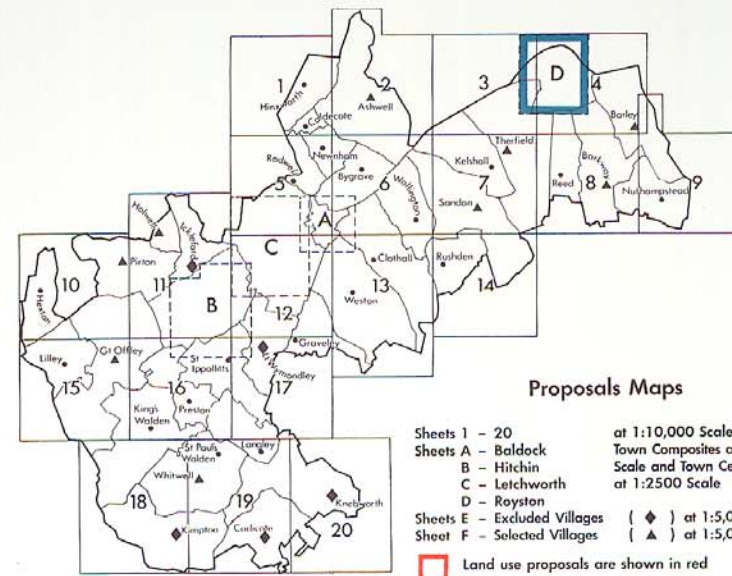 1
2
3
D
4
Hinxworth
Ashwell
Caldecote
Barley
Newnham
Therfield
Radwell
Bygrave
Kelshall
Barkway
5
6
Wallington
7
Reed
8
9
Sandon
Nuthampstead
Holwell
A
Ickleford
C
Clothall
Rushden
Pirton
10
11
13
14
Hexton
B
Weston
12
Graveley
Lilley
Gt Offley
St Ippollitts
Wymondley
15
16
17
King's Walden
Preston
Langley
St Pauls Walden
Whitwell
Knebworth
18
19
Kimpton
Codicote
20
Proposals Maps
Sheets 1 - 20 at 1:10,000 Scale
Sheets A - Baldock Town Composites a
B - Hitchin Scale and Town Ce
C - Letchworth at 1:2500 Scale
D - Royston
Sheets E - Excluded Villages ( ◆ ) at 1:5,0
Sheet F - Selected Villages ( ▲ ) at 1:5,0
Land use proposals are shown in red